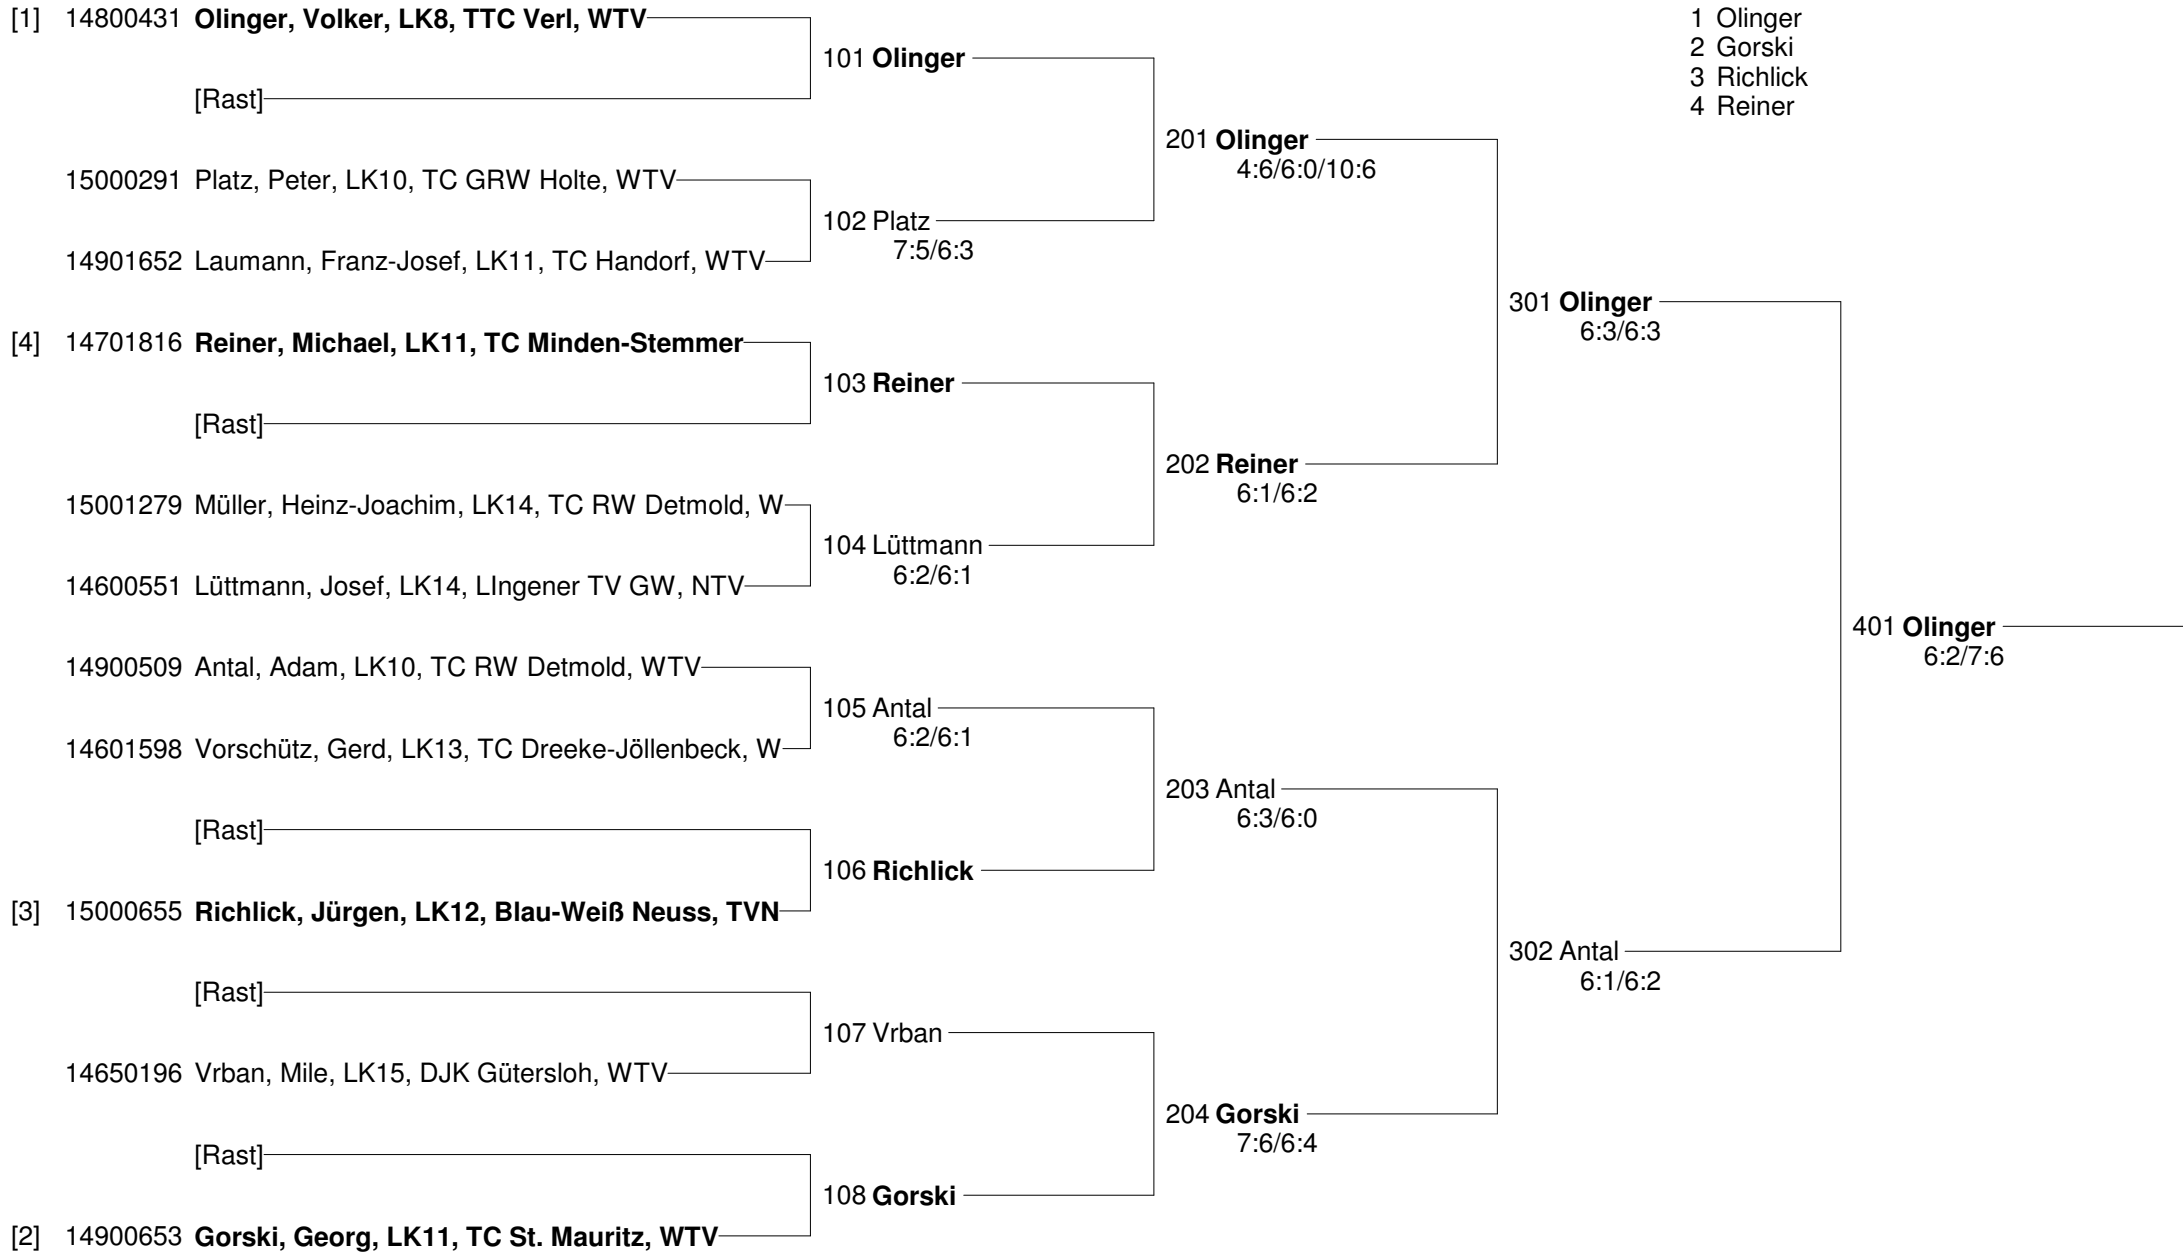 [1] 14800431 Olinger, Volker, LK8, TTC Verl, WTV
[Rast]
15000291 Platz, Peter, LK10, TC GRW Holte, WTV
14901652 Laumann, Franz-Josef, LK11, TC Handorf, WTV
[4] 14701816 Reiner, Michael, LK11, TC Minden-Stemmer
[Rast]
15001279 Müller, Heinz-Joachim, LK14, TC RW Detmold, W
14600551 Lüttmann, Josef, LK14, LIngener TV GW, NTV
14900509 Antal, Adam, LK10, TC RW Detmold, WTV
14601598 Vorschütz, Gerd, LK13, TC Dreeke-Jöllenbeck, W
[Rast]
[3] 15000655 Richlick, Jürgen, LK12, Blau-Weiß Neuss, TVN
[Rast]
14650196 Vrban, Mile, LK15, DJK Gütersloh, WTV
[Rast]
[2] 14900653 Gorski, Georg, LK11, TC St. Mauritz, WTV
101 Olinger
102 Platz
7:5/6:3
103 Reiner
104 Lüttmann
6:2/6:1
105 Antal
6:2/6:1
106 Richlick
107 Vrban
108 Gorski
201 Olinger
4:6/6:0/10:6
202 Reiner
6:1/6:2
203 Antal
6:3/6:0
204 Gorski
7:6/6:4
301 Olinger
6:3/6:3
302 Antal
6:1/6:2
401 Olinger
6:2/7:6
1 Olinger
2 Gorski
3 Richlick
4 Reiner